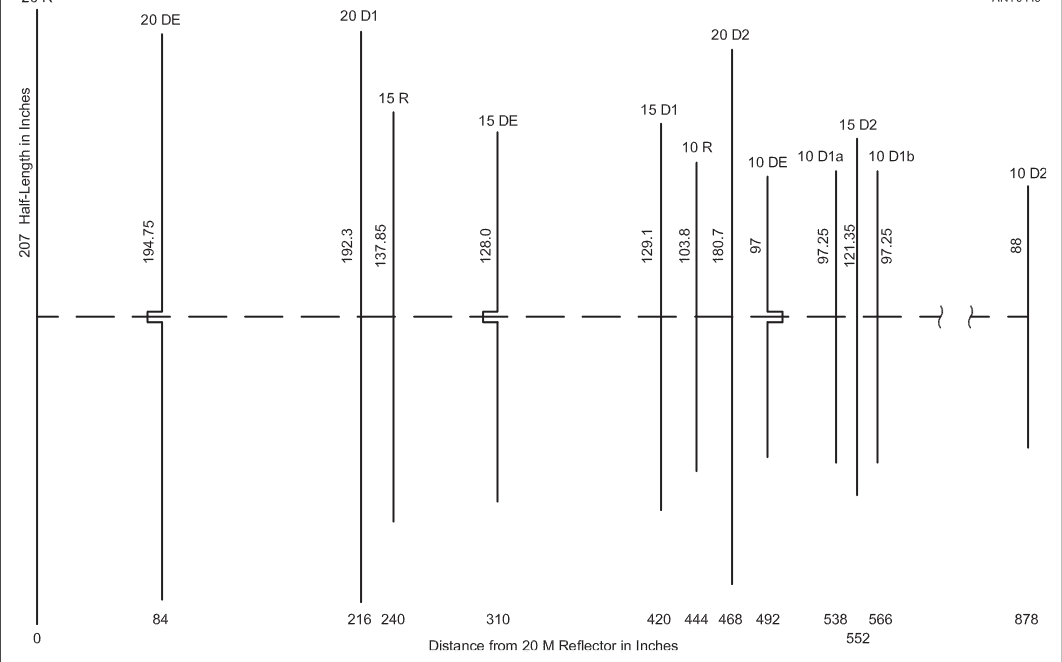 20 DE
20 D1
20 D2
15 R
15 DE
15 D1
15 D2
10 R
10 DE
10 D1a
10 D1b
10 D2
207 Half-Length in Inches
194.75
192.3
137.85
128.0
129.1
103.8
180.7
97
97.25
121.35
97.25
88
0
84
216
240
310
420
444
468
492
538
552
566
878
Distance from 20 M Reflector in Inches